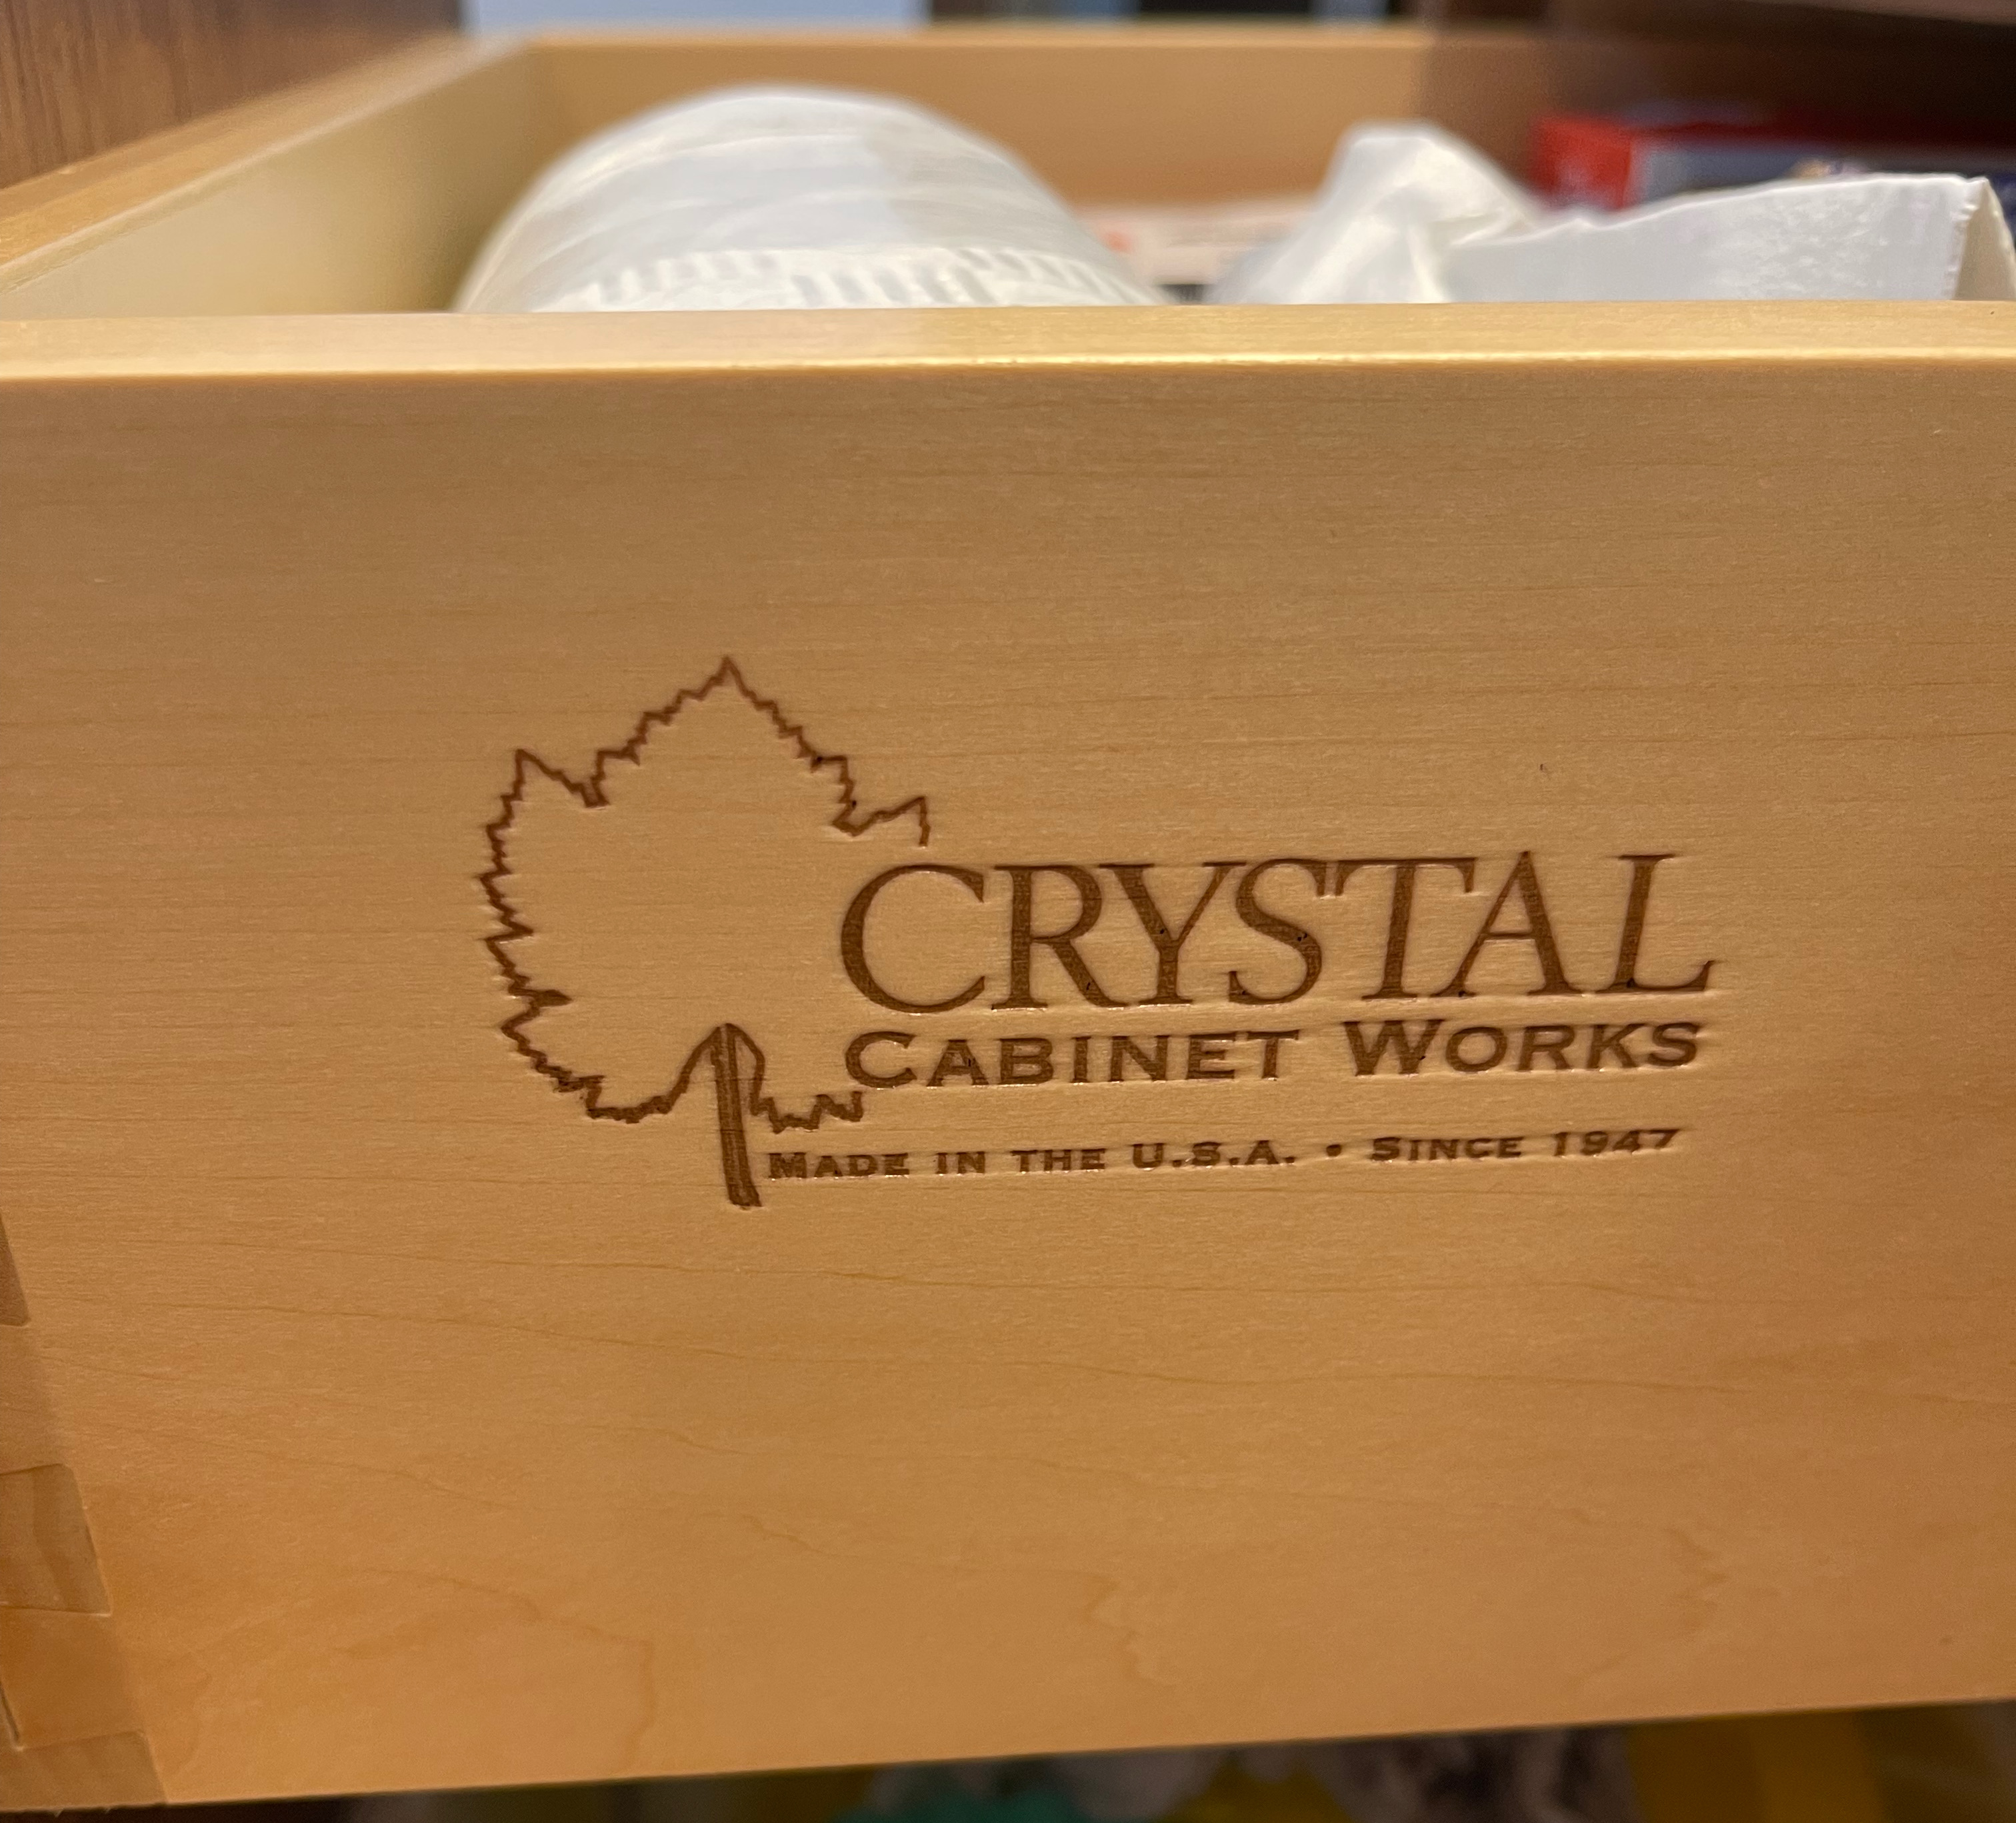 CRYSTAL
CABINET WORKS
MADE IN THE U.S.A. • SINCE 1947